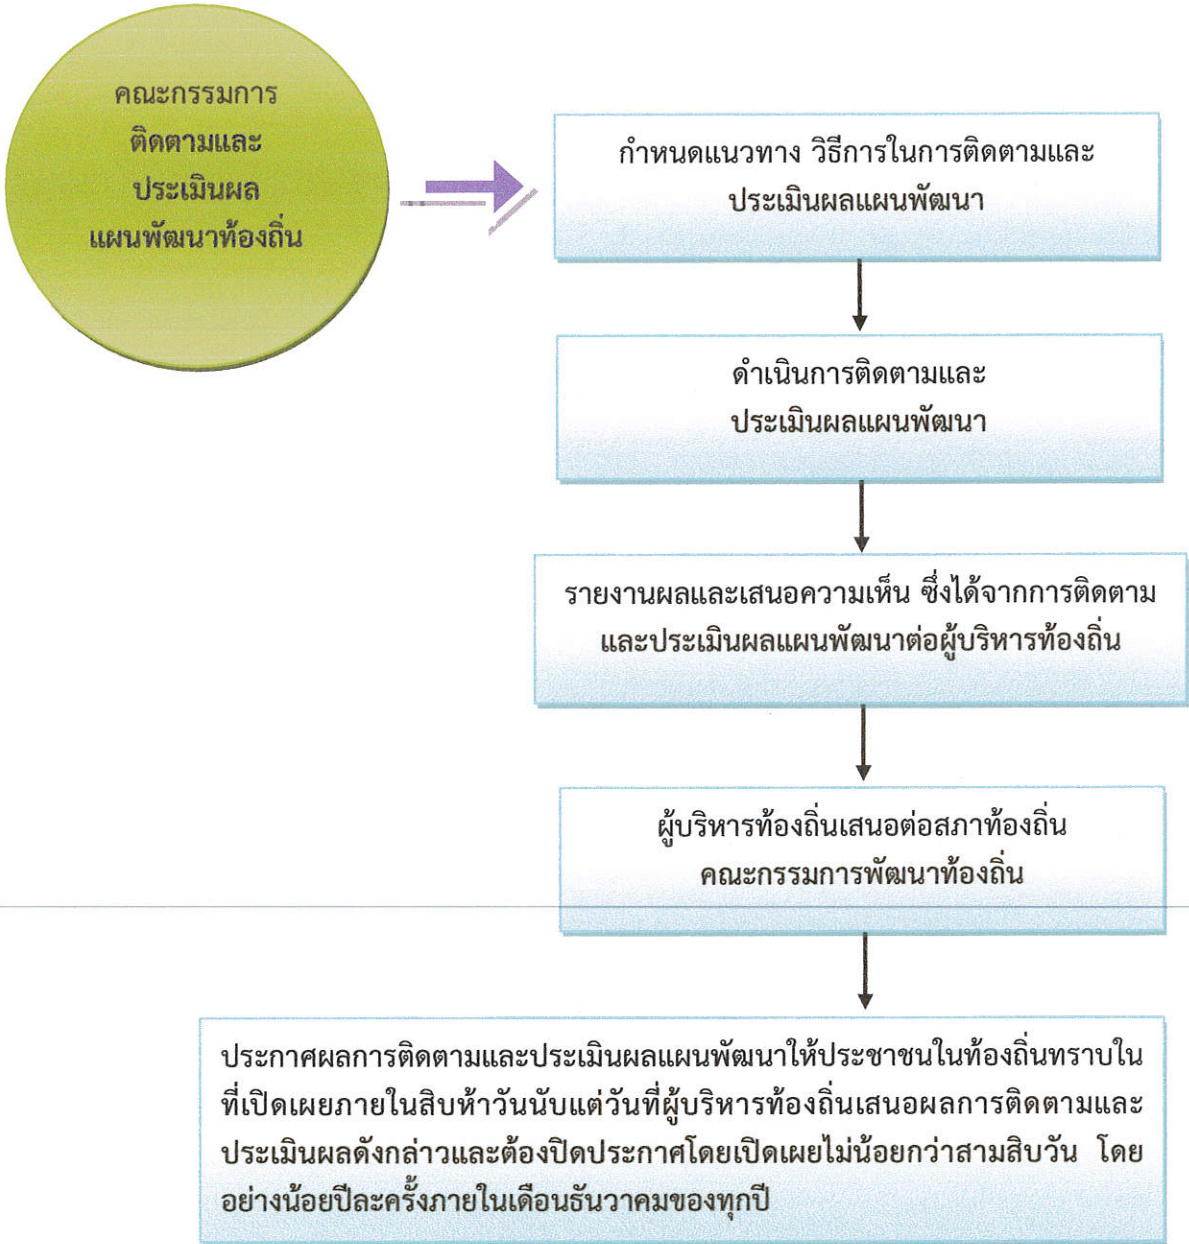 คณะกรรมการ
ติดตามและ
ประเมินผล
แผนพัฒนาท้องถิ่น
กำหนดแนวทาง วิธีการในการติดตามและ
ประเมินผลแผนพัฒนา
ดำเนินการติดตามและ
ประเมินผลแผนพัฒนา
รายงานผลและเสนอความเห็น ซึ่งได้จากการติดตาม
และประเมินผลแผนพัฒนาต่อผู้บริหารท้องถิ่น
ผู้บริหารท้องถิ่นเสนอต่อสภาท้องถิ่น
คณะกรรมการพัฒนาท้องถิ่น
ประกาศผลการติดตามและประเมินผลแผนพัฒนาให้ประชาชนในท้องถิ่นทราบใน
ที่เปิดเผยภายในสิบห้าวันนับแต่วันที่ผู้บริหารท้องถิ่นเสนอผลการติดตามและ
ประเมินผลดังกล่าวและต้องปิดประกาศโดยเปิดเผยไม่น้อยกว่าสามสิบวัน โดย
อย่างน้อยปีละครั้งภายในเดือนธันวาคมของทุกปี